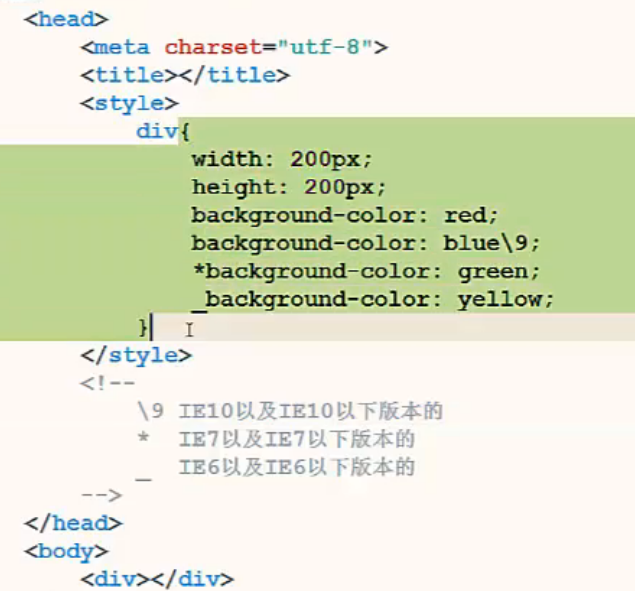 <head>
<meta charset="utf-8">
<title></title>
<style>
div{
width: 200px;
height: 200px;
background-color: red;
background-color: blue\9;
*background-color: green;
_background-color: yellow;
}
</style>
<!--
\9 IE10以及IE10以下版本的
* IE7以及IE7以下版本的
_ IE6以及IE6以下版本的
-->
</head>
<body>
<div></div>